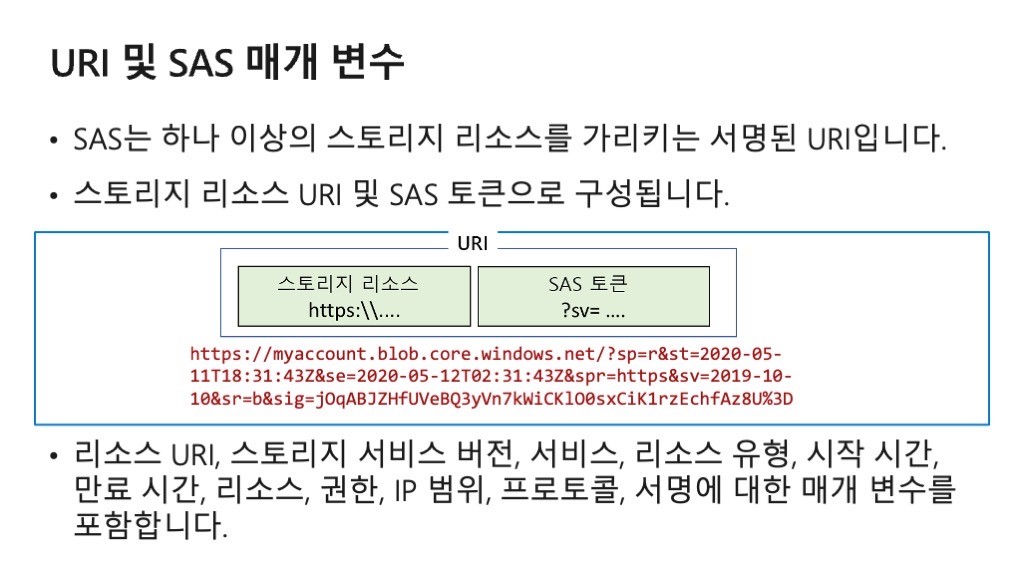 URI 및 SAS 매개 변수
• SAS는 하나 이상의 스토리지 리소스를 가리키는 서명된 URI입니다.
• 스토리지 리소스 URI 및 SAS 토큰으로 구성됩니다.
URI
스토리지 리소스
https:\\....
SAS 토큰
?sv= ....
https://myaccount.blob.core.windows.net/?sp=r&st=2020-05-
11T18:31:43Z&se=2020-05-12T02:31:43Z&spr=https&sv=2019-10-
10&sr=b&sig=jOqABJZHfUVeBQ3yVn7kWiCKlO0sxCiK1rzEchfAz8U%3D
• 리소스 URI, 스토리지 서비스 버전, 서비스, 리소스 유형, 시작 시간,
만료 시간, 리소스, 권한, IP 범위, 프로토콜, 서명에 대한 매개 변수를
포함합니다.